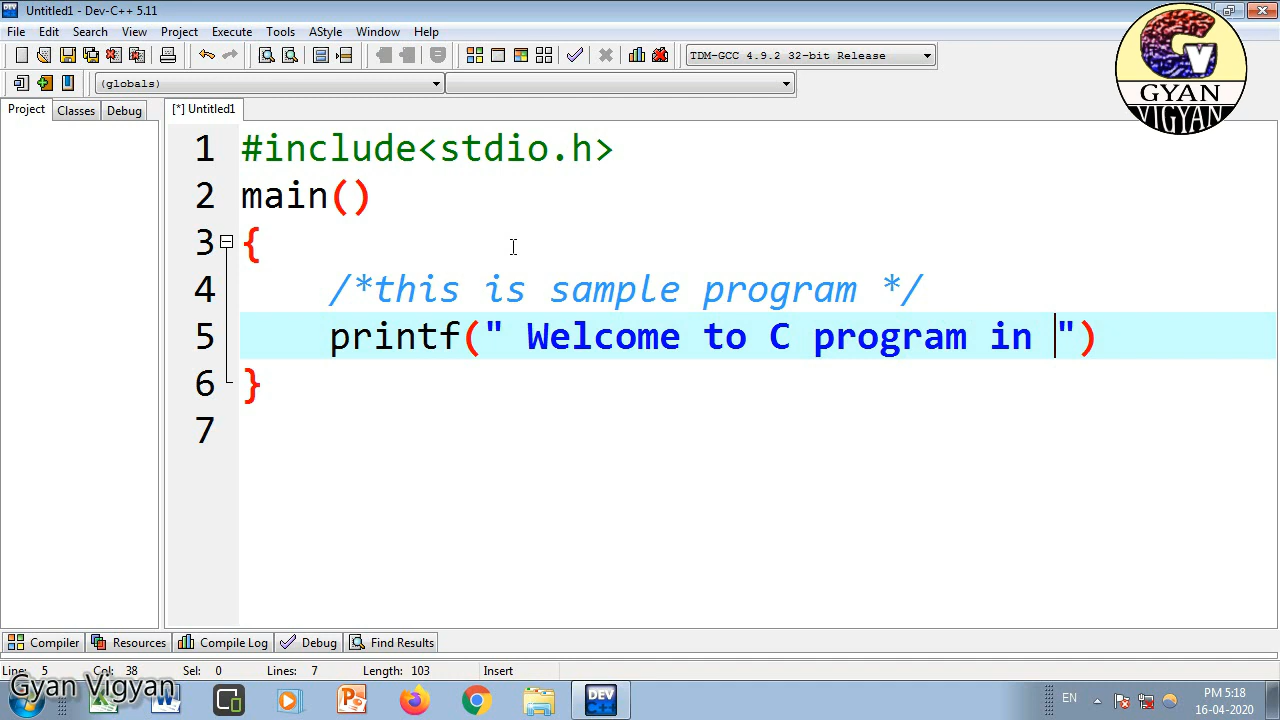 Untitled1 - Dev-C++ 5.11
File Edit Search View Project Execute Tools AStyle Window Help
TDM-GCC 4.9.2 32-bit Release
(globals)
GV
GYAN
VIGYAN
Project Classes Debug
[*] Untitled1
1 #include<stdio.h>
2 main()
3 {
4 /*this is sample program */
5 printf(" Welcome to C program in ")
6 }
7
Compiler Resources Compile Log Debug Find Results
Line: 5 Col: 38 Sel: 0 Lines: 7 Length: 103 Insert
Gyan Vigyan
DEV C++
EN
PM 5:18
16-04-2020